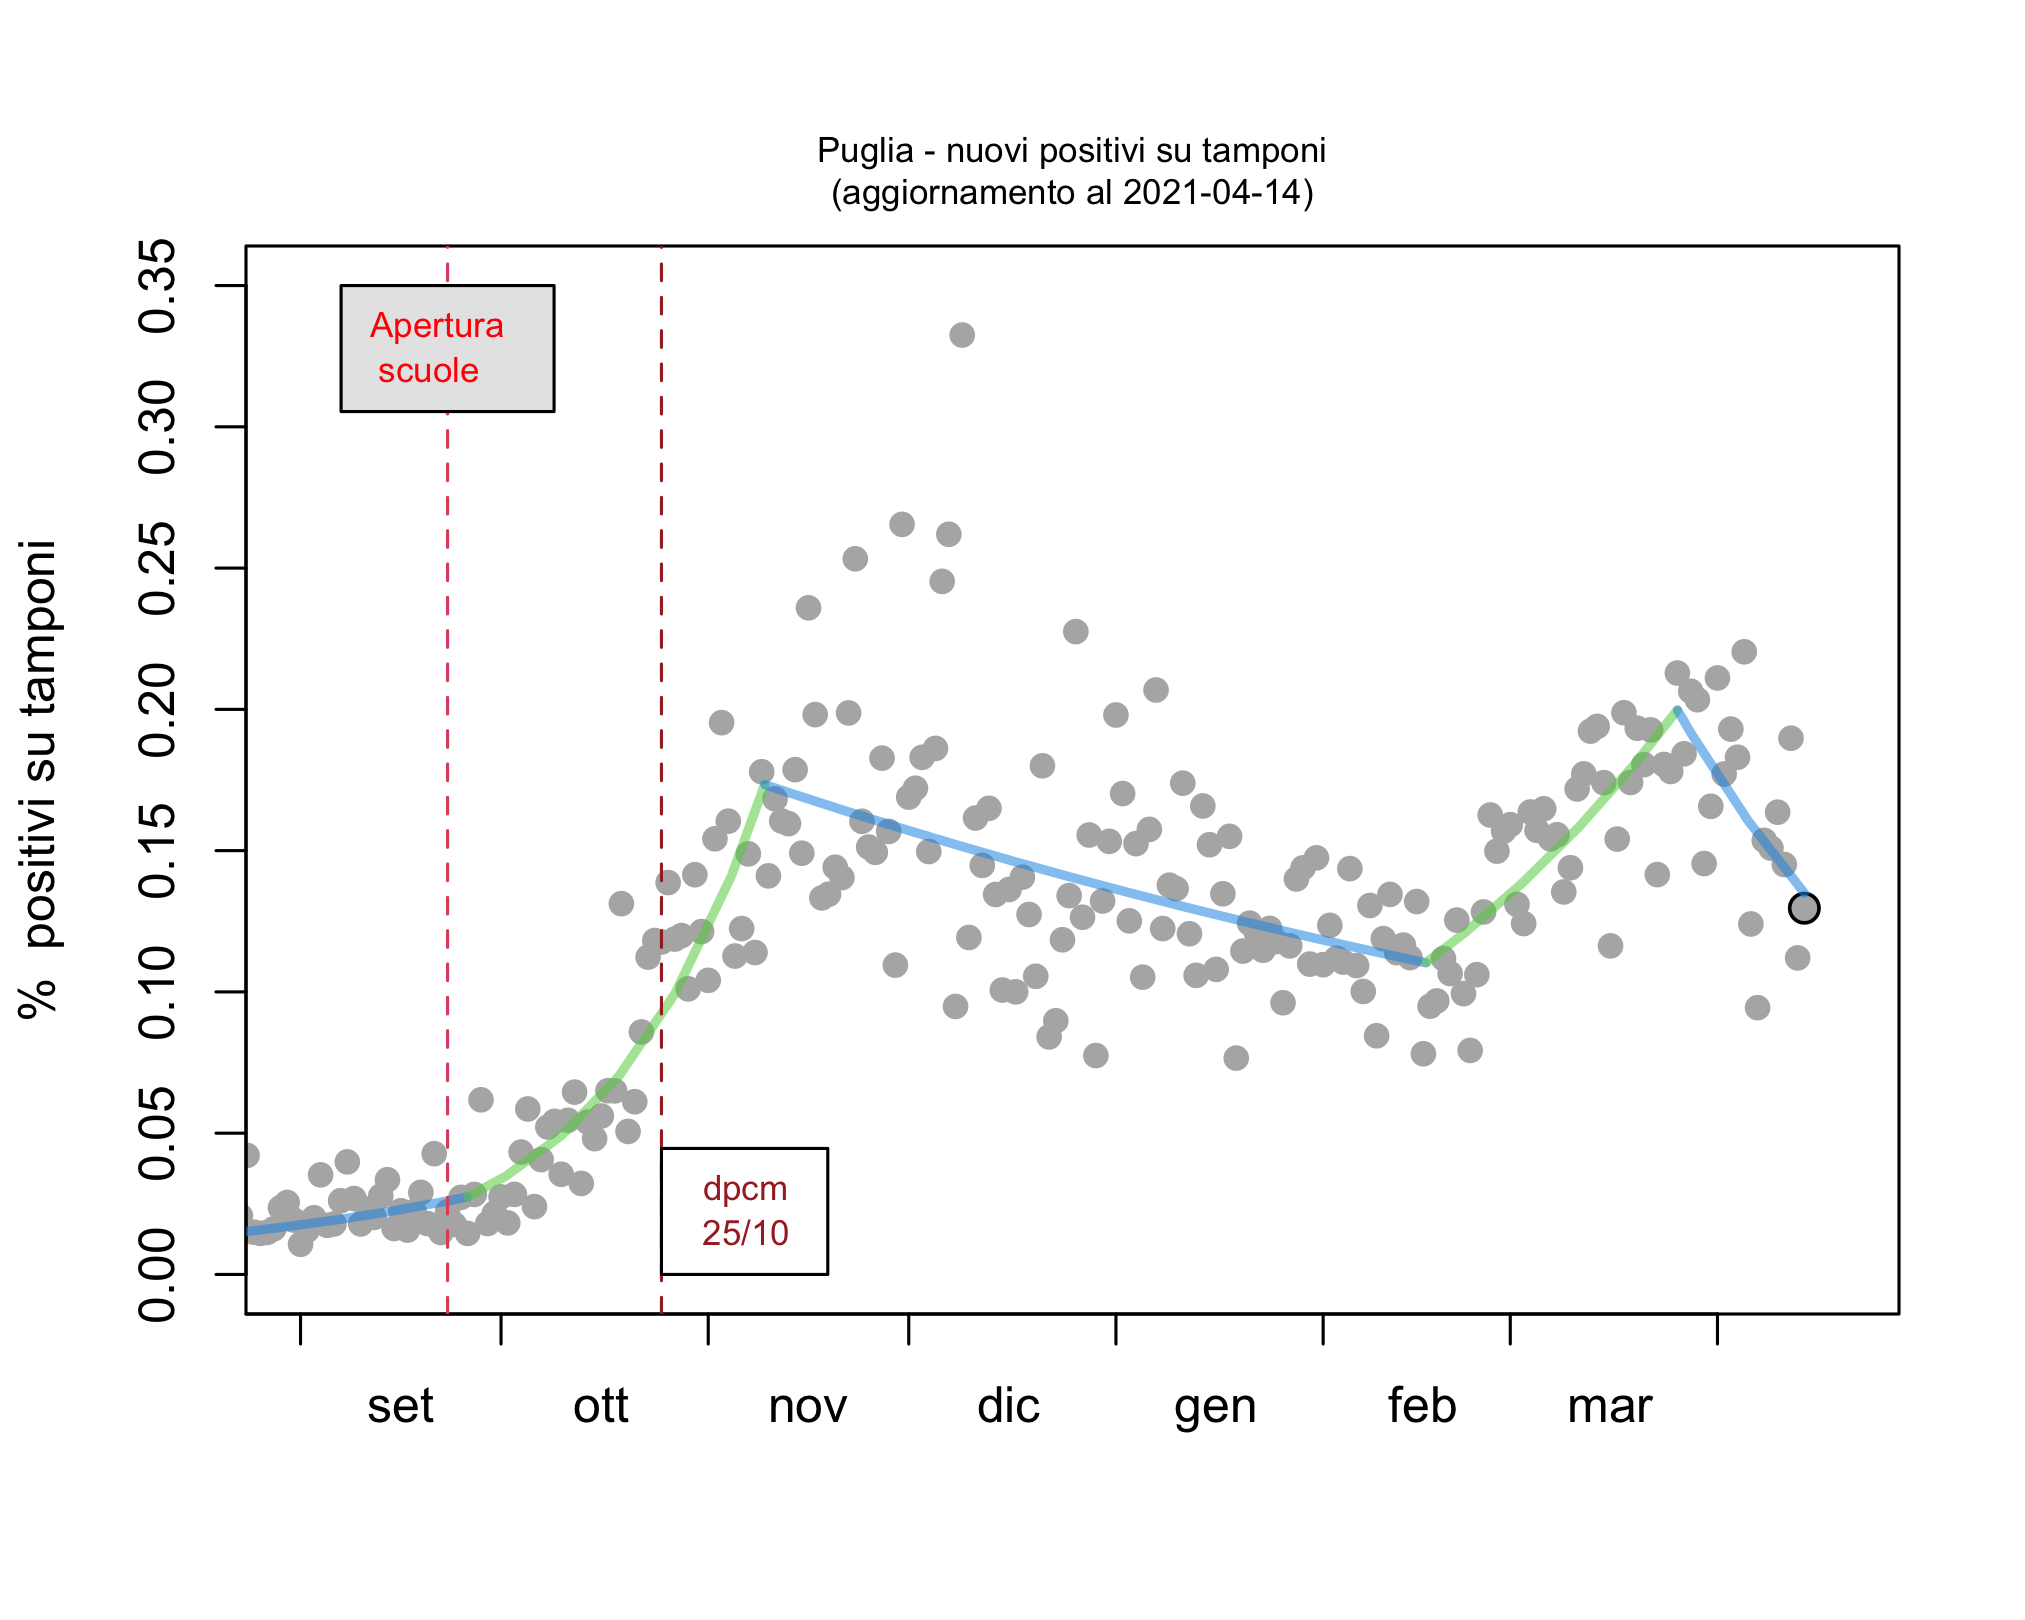 Puglia - nuovi positivi su tamponi
(aggiornamento al 2021-04-14)
% positivi su tamponi
0.35
0.30
0.25
0.20
0.15
0.10
0.05
0.00
Apertura
scuole
dpcm
25/10
set
ott
nov
dic
gen
feb
mar